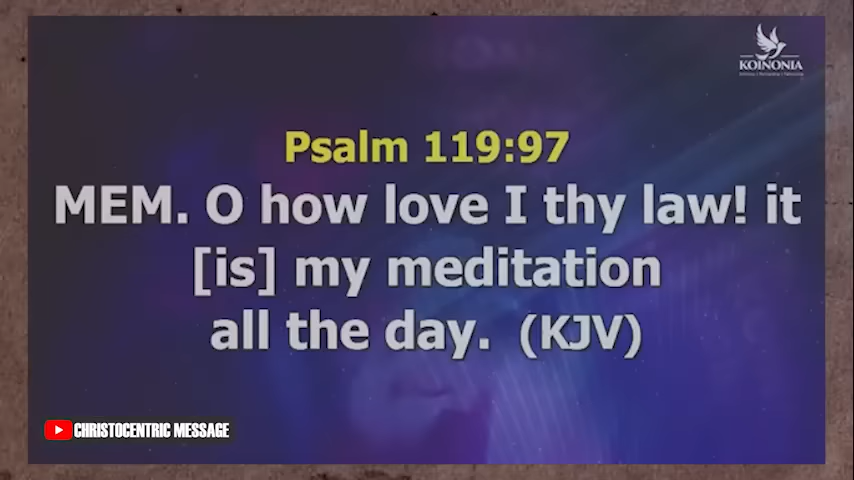 KOINONIA
Psalm 119:97
MEM. O how love I thy law! it
[is] my meditation
all the day. (KJV)
CHRISTOCENTRIC MESSAGE